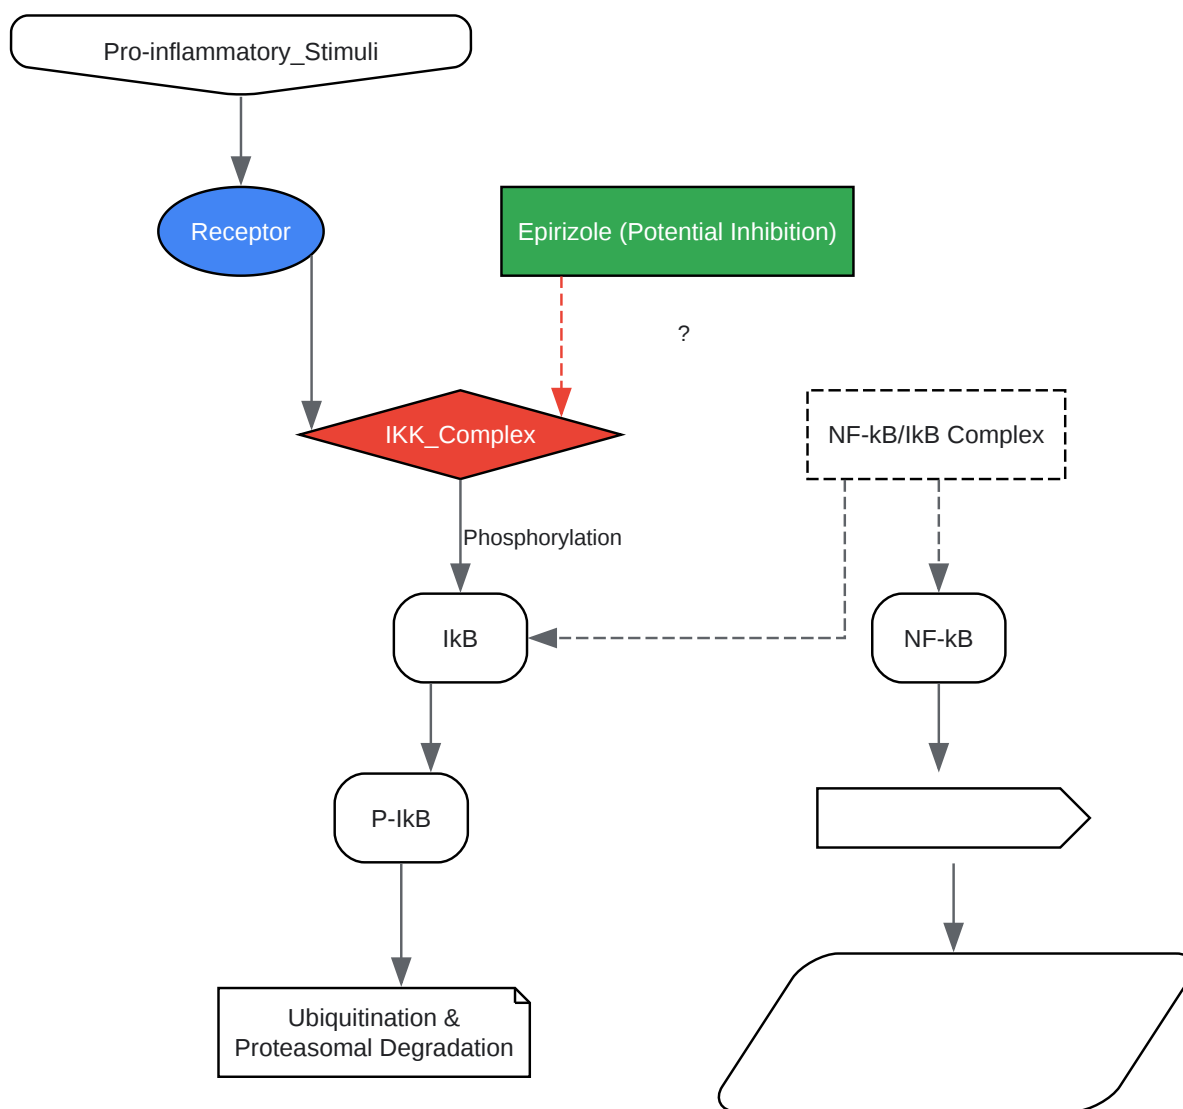 Pro-inflammatory_Stimuli
Receptor
Epirizole (Potential Inhibition)
?
IKK_Complex
NF-kB/IkB Complex
Phosphorylation
IkB
NF-kB
P-IkB
Ubiquitination &
Proteasomal Degradation